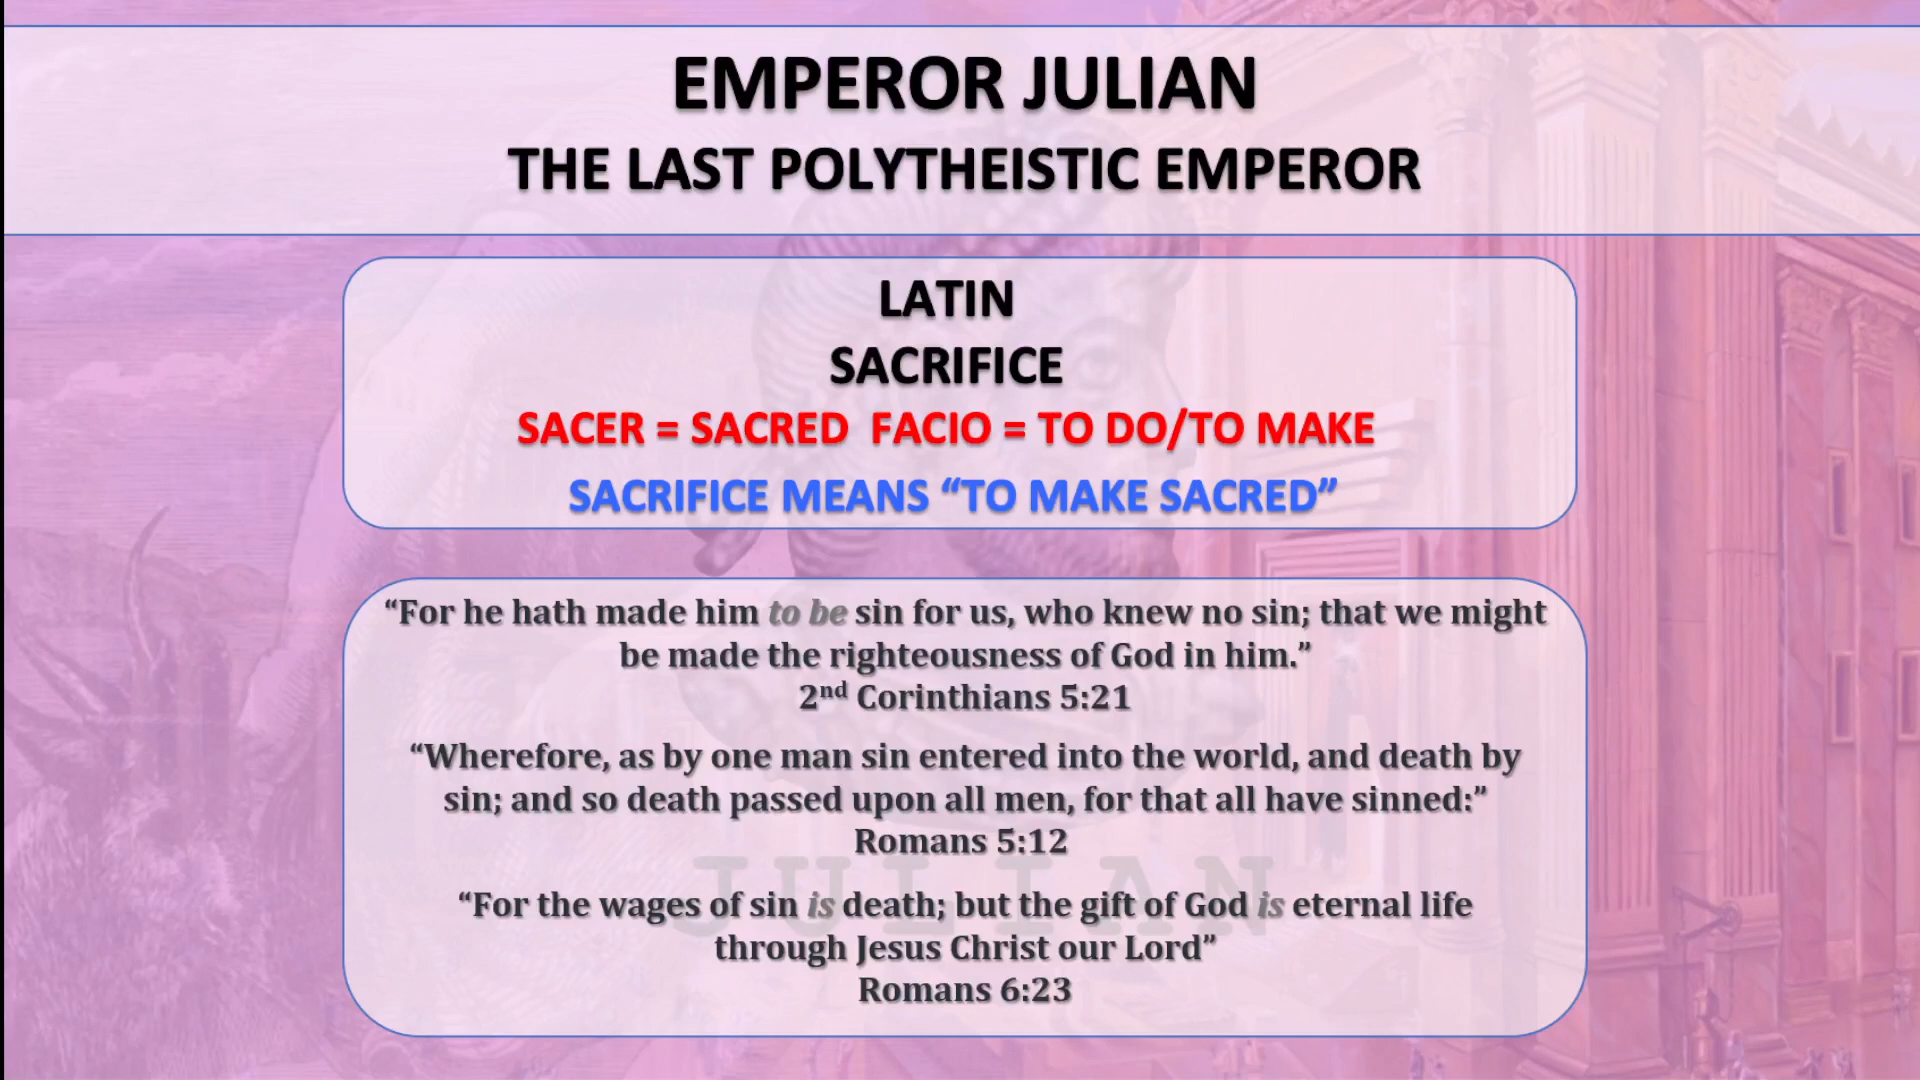 EMPEROR JULIAN
THE LAST POLYTHEISTIC EMPEROR
LATIN
SACRIFICE
SACER = SACRED FACIO = TO DO/TO MAKE
SACRIFICE MEANS “TO MAKE SACRED”
“For he hath made him to be sin for us, who knew no sin; that we might
be made the righteousness of God in him.”
2nd Corinthians 5:21
“Wherefore, as by one man sin entered into the world, and death by
sin; and so death passed upon all men, for that all have sinned:”
Romans 5:12
JULIAN
“For the wages of sin is death; but the gift of God is eternal life
through Jesus Christ our Lord”
Romans 6:23